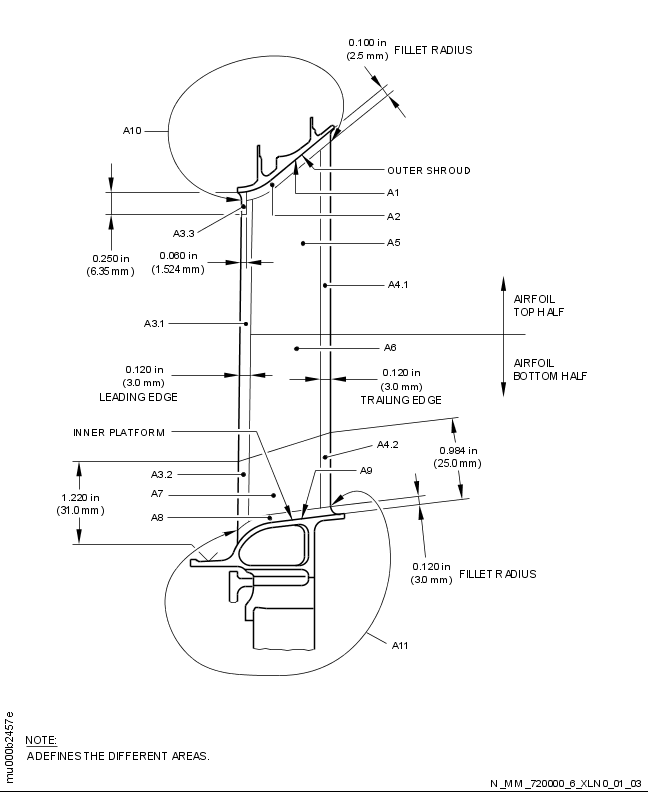 0.100 in
(2.5 mm)
FILLET RADIUS
A10
OUTER SHROUD
A1
A2
A3.3
A5
0.250 in
(6.35 mm)
0.060 in
(1.524 mm)
A4.1
AIRFOIL
TOP HALF
A3.1
A6
AIRFOIL
BOTTOM HALF
0.120 in
(3.0 mm)
LEADING EDGE
0.120 in
(3.0 mm)
TRAILING EDGE
INNER PLATFORM
A4.2
0.984 in
(25.0 mm)
A3.2
A9
1.220 in
(31.0 mm)
A7
A8
0.120 in
(3.0 mm)
FILLET RADIUS
A11
mu000b2457e
NOTE:
A DEFINES THE DIFFERENT AREAS.
N_MM_720000_6_XLN0_01_03